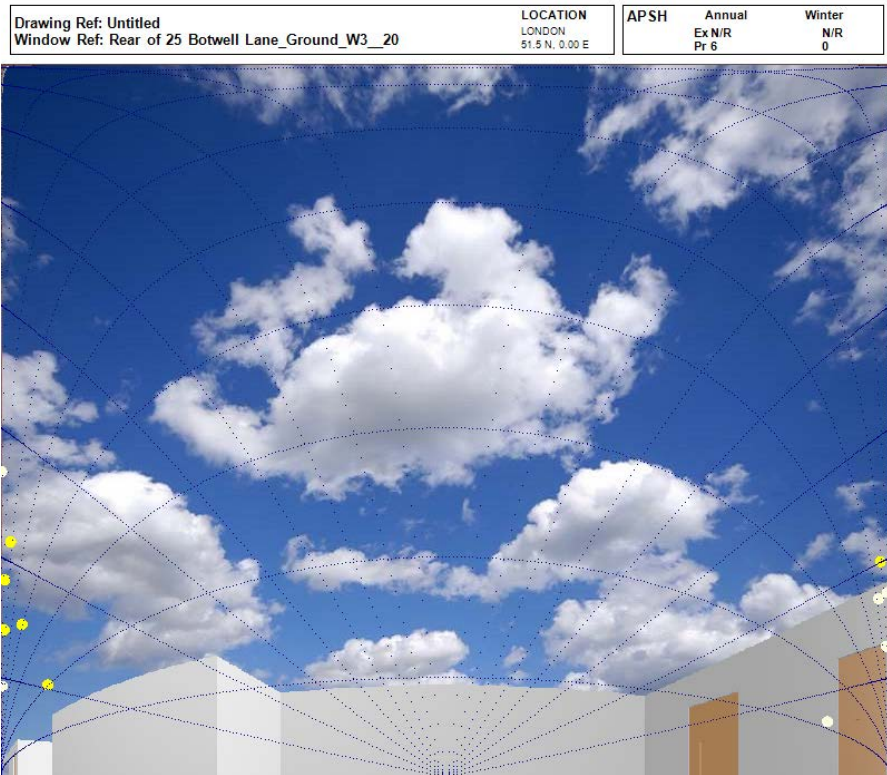 Drawing Ref: Untitled
Window Ref: Rear of 25 Botwell Lane_Ground_W3__20
LOCATION
LONDON
51.5 N, 0.00 E
APSH Annual Winter
Ex N/R N/R
Pr 6 0